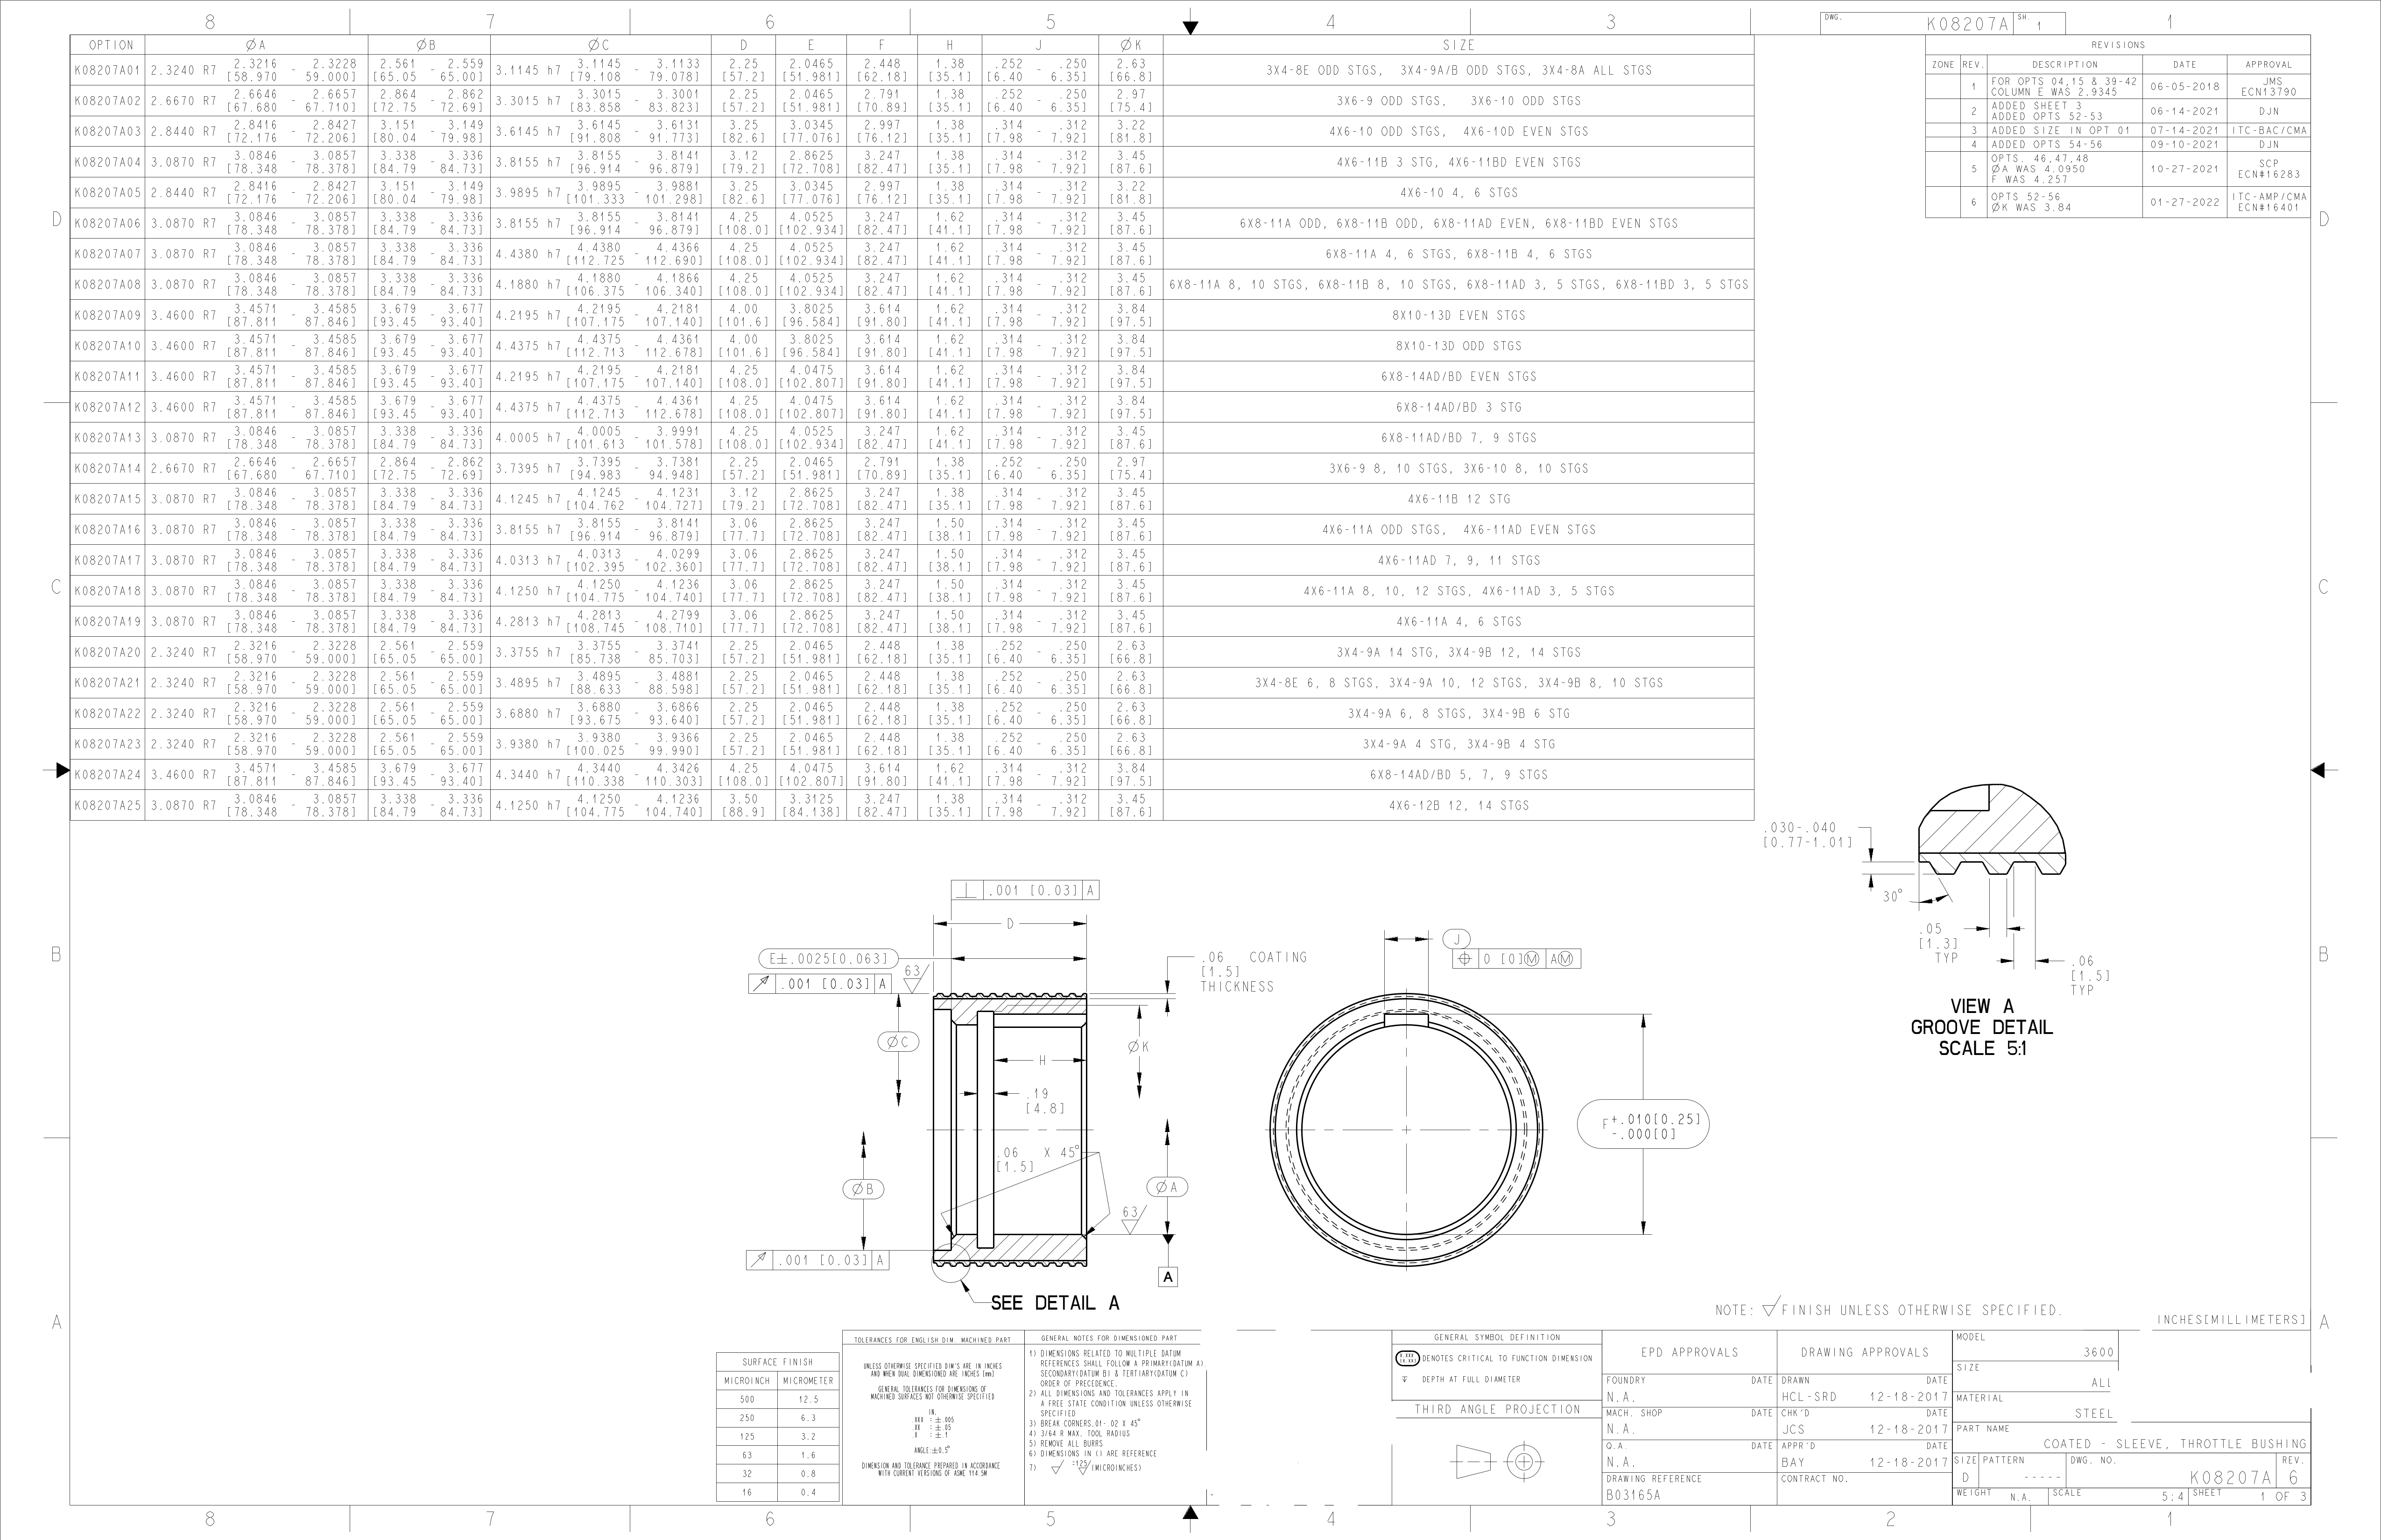 8 7 6 5 4 3 1
DWG. K08207A SH. 1
OPTION ØA ØB ØC D E F H J ØK SIZE
K08207A01 2.3240 R7 2.3216 - 2.3228 2.561 - 2.559 3.1145 h7 3.1145 - 3.1133 2.25 2.0465 2.448 1.38 .252 - .250 2.63 3X4-8E ODD STGS, 3X4-9A/B ODD STGS, 3X4-8A ALL STGS
[58.970 59.000] [65.05 65.00] [79.108 79.078] [57.2] [51.981] [62.18] [35.1] [6.40 6.35] [66.8]
K08207A02 2.6670 R7 2.6646 - 2.6657 2.864 - 2.862 3.3015 h7 3.3015 - 3.3001 2.25 2.0465 2.791 1.38 .252 - .250 2.97 3X6-9 ODD STGS, 3X6-10 ODD STGS
[67.680 67.710] [72.75 72.69] [83.858 83.823] [57.2] [51.981] [70.89] [35.1] [6.40 6.35] [75.4]
K08207A03 2.8440 R7 2.8416 - 2.8427 3.151 - 3.149 3.6145 h7 3.6145 - 3.6131 3.25 3.0345 2.997 1.38 .314 - .312 3.22 4X6-10 ODD STGS, 4X6-10D EVEN STGS
[72.176 72.206] [80.04 79.98] [91.808 91.773] [82.6] [77.076] [76.12] [35.1] [7.98 7.92] [81.8]
K08207A04 3.0870 R7 3.0846 - 3.0857 3.338 - 3.336 3.8155 h7 3.8155 - 3.8141 3.12 2.8625 3.247 1.38 .314 - .312 3.45 4X6-11B 3 STG, 4X6-11BD EVEN STGS
[78.348 78.378] [84.79 84.73] [96.914 96.879] [79.2] [72.708] [82.47] [35.1] [7.98 7.92] [87.6]
K08207A05 2.8440 R7 2.8416 - 2.8427 3.151 - 3.149 3.9895 h7 3.9895 - 3.9881 3.25 3.0345 2.997 1.38 .314 - .312 3.22 4X6-10 4, 6 STGS
[72.176 72.206] [80.04 79.98] [101.333 101.298] [82.6] [77.076] [76.12] [35.1] [7.98 7.92] [81.8]
K08207A06 3.0870 R7 3.0846 - 3.0857 3.338 - 3.336 3.8155 h7 3.8155 - 3.8141 4.25 4.0525 3.247 1.62 .314 - .312 3.45 6X8-11A ODD, 6X8-11B ODD, 6X8-11AD EVEN, 6X8-11BD EVEN STGS
[78.348 78.378] [84.79 84.73] [96.914 96.879] [108.0] [102.934] [82.47] [41.1] [7.98 7.92] [87.6]
K08207A07 3.0870 R7 3.0846 - 3.0857 3.338 - 3.336 4.4380 h7 4.4380 - 4.4366 4.25 4.0525 3.247 1.62 .314 - .312 3.45 6X8-11A 4, 6 STGS, 6X8-11B 4, 6 STGS
[78.348 78.378] [84.79 84.73] [112.725 112.690] [108.0] [102.934] [82.47] [41.1] [7.98 7.92] [87.6]
K08207A08 3.0870 R7 3.0846 - 3.0857 3.338 - 3.336 4.1880 h7 4.1880 - 4.1866 4.25 4.0525 3.247 1.62 .314 - .312 3.45 6X8-11A 8, 10 STGS, 6X8-11B 8, 10 STGS, 6X8-11AD 3, 5 STGS, 6X8-11BD 3, 5 STGS
[78.348 78.378] [84.79 84.73] [106.375 106.340] [108.0] [102.934] [82.47] [41.1] [7.98 7.92] [87.6]
K08207A09 3.4600 R7 3.4571 - 3.4585 3.679 - 3.677 4.2195 h7 4.2195 - 4.2181 4.00 3.8025 3.614 1.62 .314 - .312 3.84 8X10-13D EVEN STGS
[87.811 87.846] [93.45 93.40] [107.175 107.140] [101.6] [96.584] [91.80] [41.1] [7.98 7.92] [97.5]
K08207A10 3.4600 R7 3.4571 - 3.4585 3.679 - 3.677 4.4375 h7 4.4375 - 4.4361 4.00 3.8025 3.614 1.62 .314 - .312 3.84 8X10-13D ODD STGS
[87.811 87.846] [93.45 93.40] [112.713 112.678] [101.6] [96.584] [91.80] [41.1] [7.98 7.92] [97.5]
K08207A11 3.4600 R7 3.4571 - 3.4585 3.679 - 3.677 4.2195 h7 4.2195 - 4.2181 4.25 4.0475 3.614 1.62 .314 - .312 3.84 6X8-14AD/BD EVEN STGS
[87.811 87.846] [93.45 93.40] [107.175 107.140] [108.0] [102.807] [91.80] [41.1] [7.98 7.92] [97.5]
K08207A12 3.4600 R7 3.4571 - 3.4585 3.679 - 3.677 4.4375 h7 4.4375 - 4.4361 4.25 4.0475 3.614 1.62 .314 - .312 3.84 6X8-14AD/BD 3 STG
[87.811 87.846] [93.45 93.40] [112.713 112.678] [108.0] [102.807] [91.80] [41.1] [7.98 7.92] [97.5]
K08207A13 3.0870 R7 3.0846 - 3.0857 3.338 - 3.336 4.0005 h7 4.0005 - 3.9991 4.25 4.0525 3.247 1.62 .314 - .312 3.45 6X8-11AD/BD 7, 9 STGS
[78.348 78.378] [84.79 84.73] [101.613 101.578] [108.0] [102.934] [82.47] [41.1] [7.98 7.92] [87.6]
K08207A14 2.6670 R7 2.6646 - 2.6657 2.864 - 2.862 3.7395 h7 3.7395 - 3.7381 2.25 2.0465 2.791 1.38 .252 - .250 2.97 3X6-9 8, 10 STGS, 3X6-10 8, 10 STGS
[67.680 67.710] [72.75 72.69] [94.983 94.948] [57.2] [51.981] [70.89] [35.1] [6.40 6.35] [75.4]
K08207A15 3.0870 R7 3.0846 - 3.0857 3.338 - 3.336 4.1245 h7 4.1245 - 4.1231 3.12 2.8625 3.247 1.38 .314 - .312 3.45 4X6-11B 12 STG
[78.348 78.378] [84.79 84.73] [104.762 104.727] [79.2] [72.708] [82.47] [35.1] [7.98 7.92] [87.6]
K08207A16 3.0870 R7 3.0846 - 3.0857 3.338 - 3.336 3.8155 h7 3.8155 - 3.8141 3.06 2.8625 3.247 1.50 .314 - .312 3.45 4X6-11A ODD STGS, 4X6-11AD EVEN STGS
[78.348 78.378] [84.79 84.73] [96.914 96.879] [77.7] [72.708] [82.47] [38.1] [7.98 7.92] [87.6]
K08207A17 3.0870 R7 3.0846 - 3.0857 3.338 - 3.336 4.0313 h7 4.0313 - 4.0299 3.06 2.8625 3.247 1.50 .314 - .312 3.45 4X6-11AD 7, 9, 11 STGS
[78.348 78.378] [84.79 84.73] [102.395 102.360] [77.7] [72.708] [82.47] [38.1] [7.98 7.92] [87.6]
K08207A18 3.0870 R7 3.0846 - 3.0857 3.338 - 3.336 4.1250 h7 4.1250 - 4.1236 3.06 2.8625 3.247 1.50 .314 - .312 3.45 4X6-11A 8, 10, 12 STGS, 4X6-11AD 3, 5 STGS
[78.348 78.378] [84.79 84.73] [104.775 104.740] [77.7] [72.708] [82.47] [38.1] [7.98 7.92] [87.6]
K08207A19 3.0870 R7 3.0846 - 3.0857 3.338 - 3.336 4.2813 h7 4.2813 - 4.2799 3.06 2.8625 3.247 1.50 .314 - .312 3.45 4X6-11A 4, 6 STGS
[78.348 78.378] [84.79 84.73] [108.745 108.710] [77.7] [72.708] [82.47] [38.1] [7.98 7.92] [87.6]
K08207A20 2.3240 R7 2.3216 - 2.3228 2.561 - 2.559 3.3755 h7 3.3755 - 3.3741 2.25 2.0465 2.448 1.38 .252 - .250 2.63 3X4-9A 14 STG, 3X4-9B 12, 14 STGS
[58.970 59.000] [65.05 65.00] [85.738 85.703] [57.2] [51.981] [62.18] [35.1] [6.40 6.35] [66.8]
K08207A21 2.3240 R7 2.3216 - 2.3228 2.561 - 2.559 3.4895 h7 3.4895 - 3.4881 2.25 2.0465 2.448 1.38 .252 - .250 2.63 3X4-8E 6, 8 STGS, 3X4-9A 10, 12 STGS, 3X4-9B 8, 10 STGS
[58.970 59.000] [65.05 65.00] [88.633 88.598] [57.2] [51.981] [62.18] [35.1] [6.40 6.35] [66.8]
K08207A22 2.3240 R7 2.3216 - 2.3228 2.561 - 2.559 3.6880 h7 3.6880 - 3.6866 2.25 2.0465 2.448 1.38 .252 - .250 2.63 3X4-9A 6, 8 STGS, 3X4-9B 6 STG
[58.970 59.000] [65.05 65.00] [93.675 93.640] [57.2] [51.981] [62.18] [35.1] [6.40 6.35] [66.8]
K08207A23 2.3240 R7 2.3216 - 2.3228 2.561 - 2.559 3.9380 h7 3.9380 - 3.9366 2.25 2.0465 2.448 1.38 .252 - .250 2.63 3X4-9A 4 STG, 3X4-9B 4 STG
[58.970 59.000] [65.05 65.00] [100.025 99.990] [57.2] [51.981] [62.18] [35.1] [6.40 6.35] [66.8]
K08207A24 3.4600 R7 3.4571 - 3.4585 3.679 - 3.677 4.3440 h7 4.3440 - 4.3426 4.25 4.0475 3.614 1.62 .314 - .312 3.84 6X8-14AD/BD 5, 7, 9 STGS
[87.811 87.846] [93.45 93.40] [110.338 110.303] [108.0] [102.807] [91.80] [41.1] [7.98 7.92] [97.5]
K08207A25 3.0870 R7 3.0846 - 3.0857 3.338 - 3.336 4.1250 h7 4.1250 - 4.1236 3.50 3.3125 3.247 1.38 .314 - .312 3.45 4X6-12B 12, 14 STGS
[78.348 78.378] [84.79 84.73] [104.775 104.740] [88.9] [84.138] [82.47] [35.1] [7.98 7.92] [87.6]
REVISIONS
ZONE REV. DESCRIPTION DATE APPROVAL
1 FOR OPTS 04,15 & 39-42 06-05-2018 JMS
COLUMN E WAS 2.9345 ECN13790
2 ADDED SHEET 3 06-14-2021 DJN
ADDED OPTS 52-53
3 ADDED SIZE IN OPT 01 07-14-2021 ITC-BAC/CMA
4 ADDED OPTS 54-56 09-10-2021 DJN
5 OPTS. 46,47,48 10-27-2021 SCP
ØA WAS 4.0950 ECN#16283
F WAS 4.257
6 OPTS 52-56 01-27-2022 ITC-AMP/CMA
ØK WAS 3.84 ECN#16401
D D
C C
B B
A A
.030-.040
[0.77-1.01]
30°
.05
[1.3]
TYP
.06
[1.5]
TYP
VIEW A
GROOVE DETAIL
SCALE 5:1
⊥ .001 [0.03] A
D
E±.0025[0.063]
.001 [0.03] A
63
.06 COATING
[1.5]
THICKNESS
ØC
ØK
H
.19
[4.8]
.06 X 45°
[1.5]
ØB
ØA
63
.001 [0.03] A
A
SEE DETAIL A
J
⌖ 0 [0]Ⓜ AⓂ
F+.010[0.25]
-.000[0]
NOTE: FINISH UNLESS OTHERWISE SPECIFIED.
INCHES[MILLIMETERS]
SURFACE FINISH
MICROINCH MICROMETER
500 12.5
250 6.3
125 3.2
63 1.6
32 0.8
16 0.4
TOLERANCES FOR ENGLISH DIM. MACHINED PART
UNLESS OTHERWISE SPECIFIED DIM'S ARE IN INCHES
AND WHEN DUAL DIMENSIONED ARE INCHES [mm]
GENERAL TOLERANCES FOR DIMENSIONS OF
MACHINED SURFACES NOT OTHERWISE SPECIFIED
IN.
.XXX : ±.005
.XX : ±.05
.X : ±.1
ANGLE:±0.5°
DIMENSION AND TOLERANCE PREPARED IN ACCORDANCE
WITH CURRENT VERSIONS OF ASME Y14.5M
GENERAL NOTES FOR DIMENSIONED PART
1) DIMENSIONS RELATED TO MULTIPLE DATUM
REFERENCES SHALL FOLLOW A PRIMARY(DATUM A),
SECONDARY(DATUM B) & TERTIARY(DATUM C)
ORDER OF PRECEDENCE.
2) ALL DIMENSIONS AND TOLERANCES APPLY IN
A FREE STATE CONDITION UNLESS OTHERWISE
SPECIFIED
3) BREAK CORNERS.01-.02 X 45°
4) 3/64 R MAX. TOOL RADIUS
5) REMOVE ALL BURRS
6) DIMENSIONS IN () ARE REFERENCE
7) =125 (MICROINCHES)
GENERAL SYMBOL DEFINITION
X.XXX
[X.XX] DENOTES CRITICAL TO FUNCTION DIMENSION
DEPTH AT FULL DIAMETER
THIRD ANGLE PROJECTION
EPD APPROVALS
FOUNDRY DATE
N.A.
MACH. SHOP DATE
N.A.
Q.A. DATE
N.A.
DRAWING REFERENCE
B03165A
DRAWING APPROVALS
DRAWN DATE
HCL-SRD 12-18-2017
CHK'D DATE
JCS 12-18-2017
APPR'D DATE
BAY 12-18-2017
CONTRACT NO.
MODEL
3600
SIZE
ALL
MATERIAL
STEEL
PART NAME
COATED - SLEEVE, THROTTLE BUSHING
SIZE PATTERN DWG. NO. REV.
D ----- K08207A 6
WEIGHT N.A. SCALE 5:4 SHEET 1 OF 3
8 7 6 5 4 3 2 1